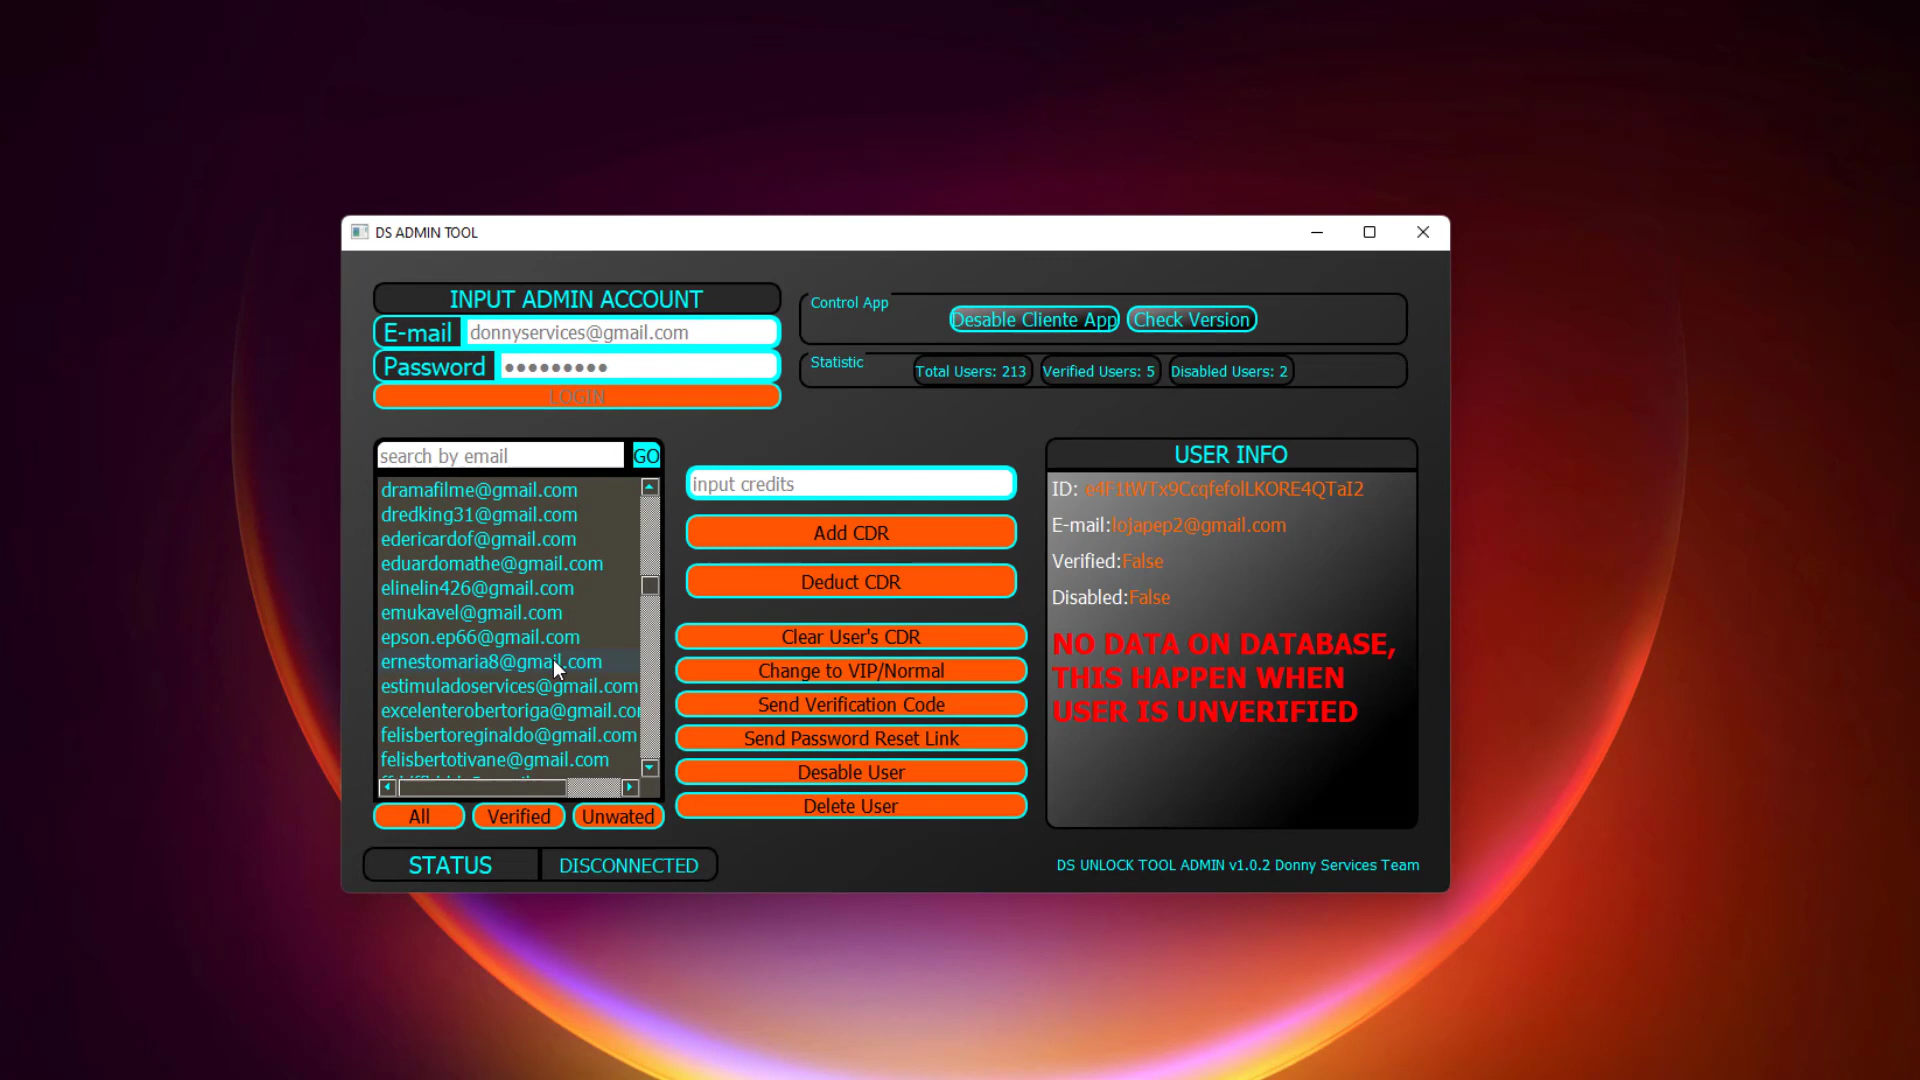 DS ADMIN TOOL
INPUT ADMIN ACCOUNT
E-mail donnyservices@gmail.com
Password ●●●●●●●●●
LOGIN
Control App
Desable Cliente App Check Version
Statistic
Total Users: 213 Verified Users: 5 Disabled Users: 2
search by email GO
dramafilme@gmail.com
dredking31@gmail.com
edericardof@gmail.com
eduardomathe@gmail.com
elinelin426@gmail.com
emukavel@gmail.com
epson.ep66@gmail.com
ernestomaria8@gmail.com
estimuladoservices@gmail.com
excelenterobertoriga@gmail.cor
felisbertoreginaldo@gmail.com
felisbertotivane@gmail.com
All Verified Unwated
input credits
Add CDR
Deduct CDR
Clear User's CDR
Change to VIP/Normal
Send Verification Code
Send Password Reset Link
Desable User
Delete User
USER INFO
ID: e4F1tWTx9CcqfefolLKORE4QTaI2
E-mail:lojapep2@gmail.com
Verified:False
Disabled:False
NO DATA ON DATABASE,
THIS HAPPEN WHEN
USER IS UNVERIFIED
STATUS DISCONNECTED
DS UNLOCK TOOL ADMIN v1.0.2 Donny Services Team